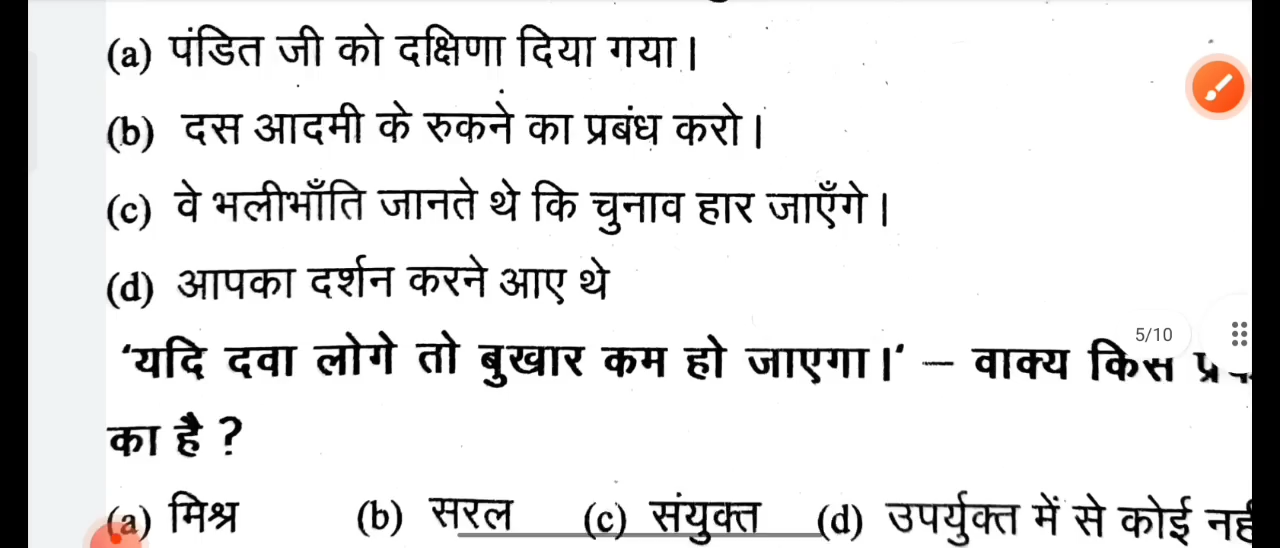 (a) पंडित जी को दक्षिणा दिया गया।
(b) दस आदमी के रुकने का प्रबंध करो।
(c) वे भलीभाँति जानते थे कि चुनाव हार जाएँगे।
(d) आपका दर्शन करने आए थे
5/10
‘यदि दवा लोगे तो बुखार कम हो जाएगा।‘ – वाक्य किस
का है ?
(a) मिश्र (b) सरल (c) संयुक्त (d) उपर्युक्त में से कोई